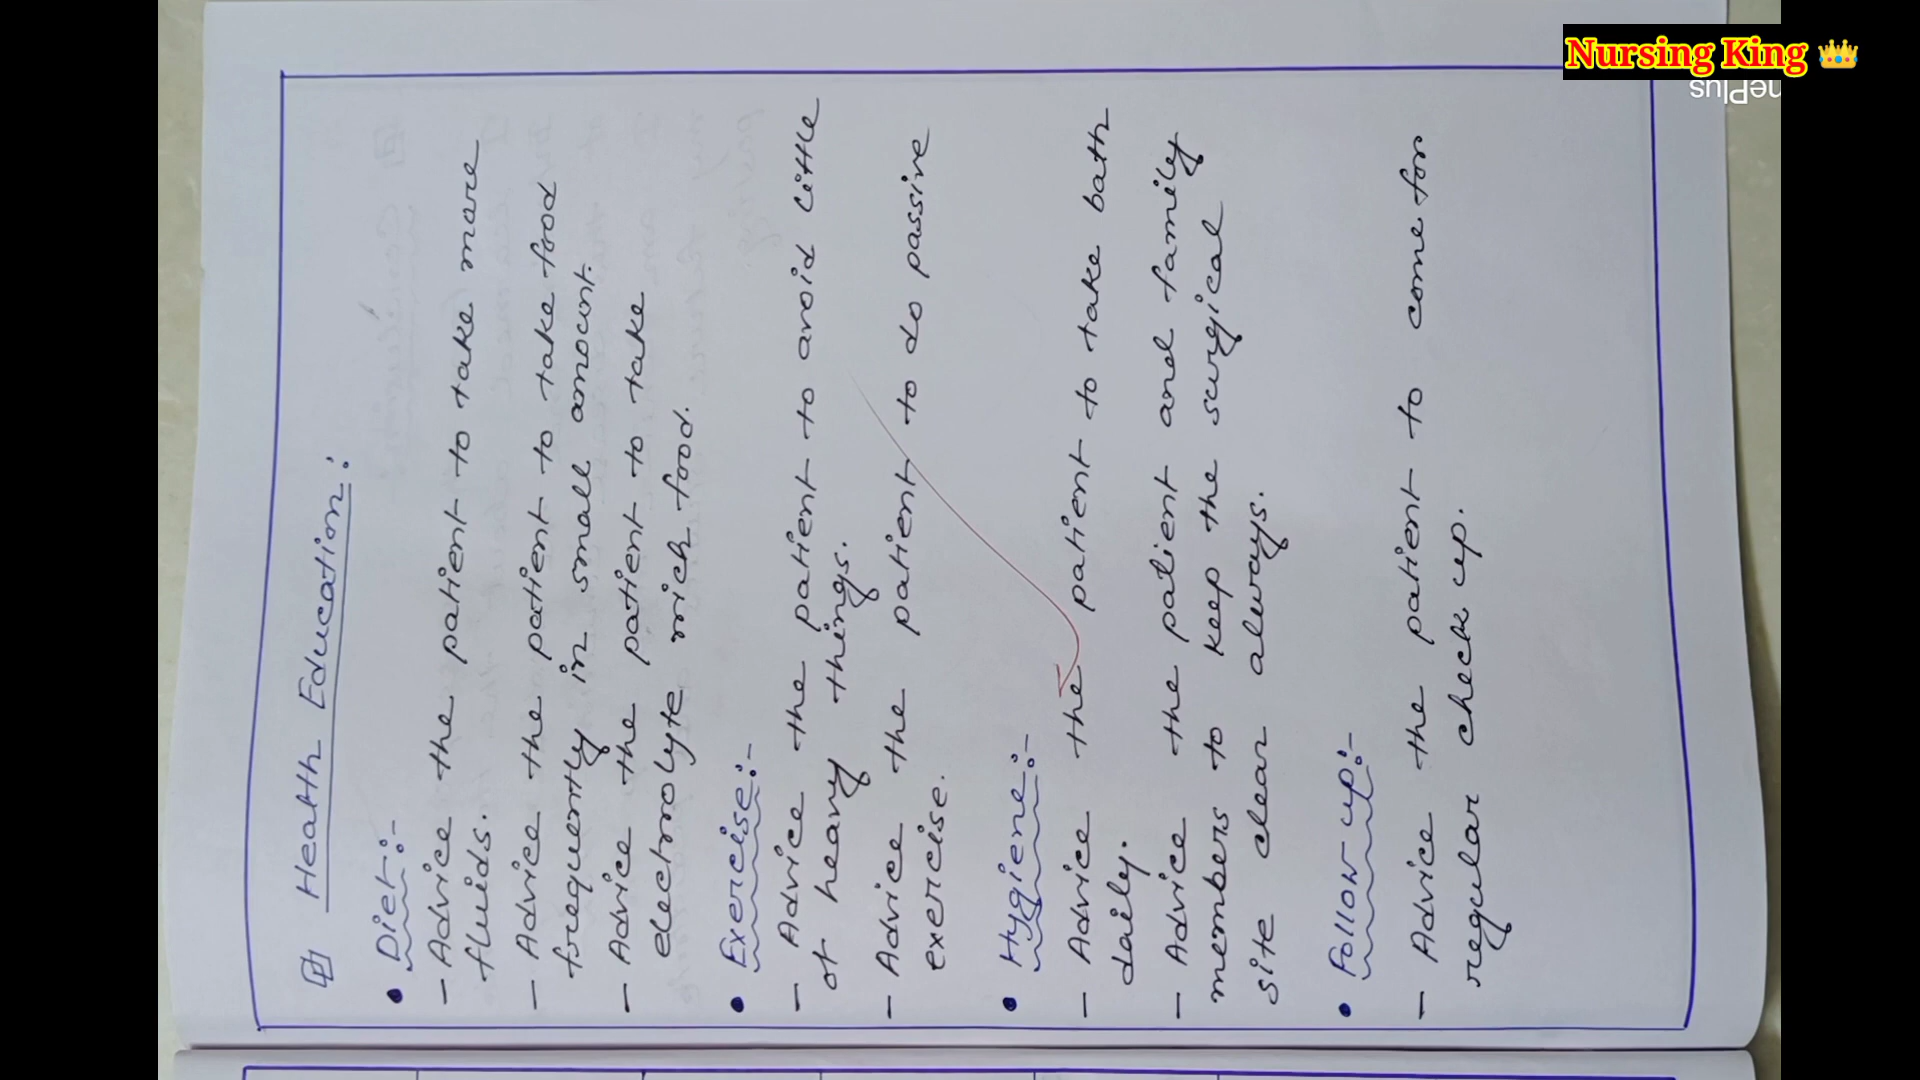 Nursing King 👑
nePlus
Health Education:
• Diet:-
- Advice the patient to take more
fluids.
- Advice the patient to take food
frequently in small amount.
- Advice the patient to take
electrolyte rich food.
• Exercise:-
- Advice the patient to avoid little
of heavy things.
- Advice the patient to do passive
exercise.
• Hygiene:-
- Advice the patient to take bath
daily.
- Advice the patient and family
members to keep the surgical
site clear always.
• Follow up:-
- Advice the patient to come for
regular check up.